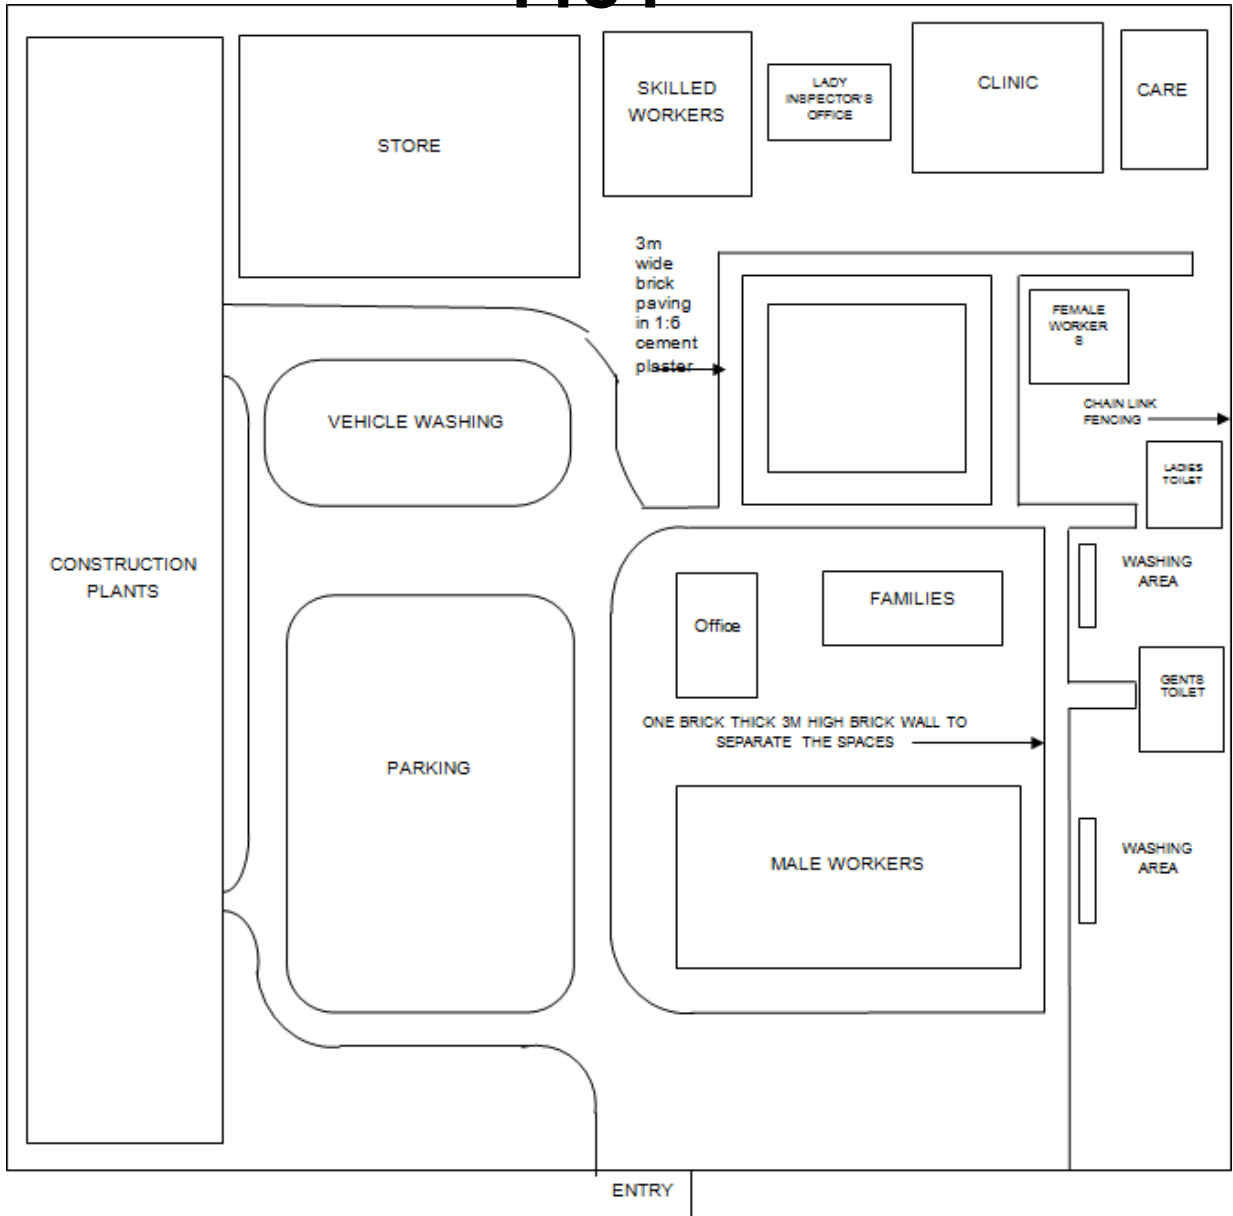 SKILLED
WORKERS
LADY
INSPECTOR'S
OFFICE
CLINIC
CARE
STORE
3m
wide
brick
paving
in 1:6
cement
plaster
FEMALE
WORKER
S
CHAIN LINK
FENCING
VEHICLE WASHING
LADIES
TOILET
CONSTRUCTION
PLANTS
WASHING
AREA
Office
FAMILIES
GENTS
TOILET
ONE BRICK THICK 3M HIGH BRICK WALL TO
SEPARATE THE SPACES
PARKING
MALE WORKERS
WASHING
AREA
ENTRY